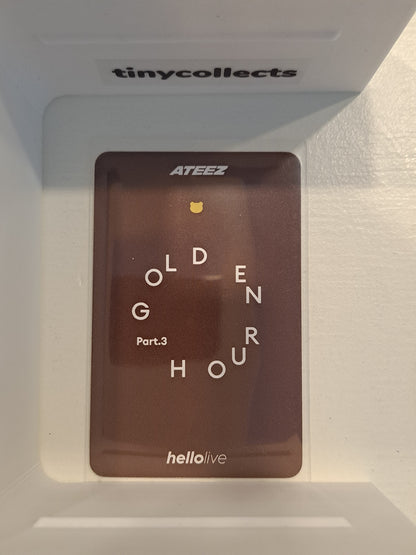 tinycollects
ATEEZ
GOLDEN
HOUR
Part.3
hellolive